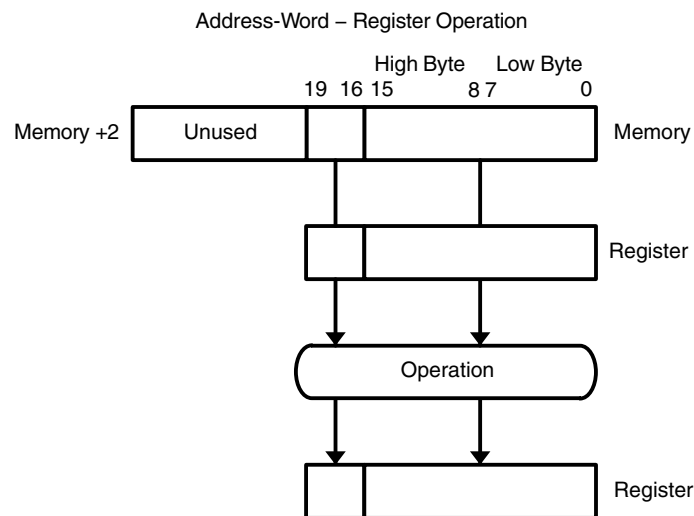 Address-Word – Register Operation
High Byte Low Byte
19 16 15 8 7 0
Memory +2 Unused Memory
Register
Operation
Register